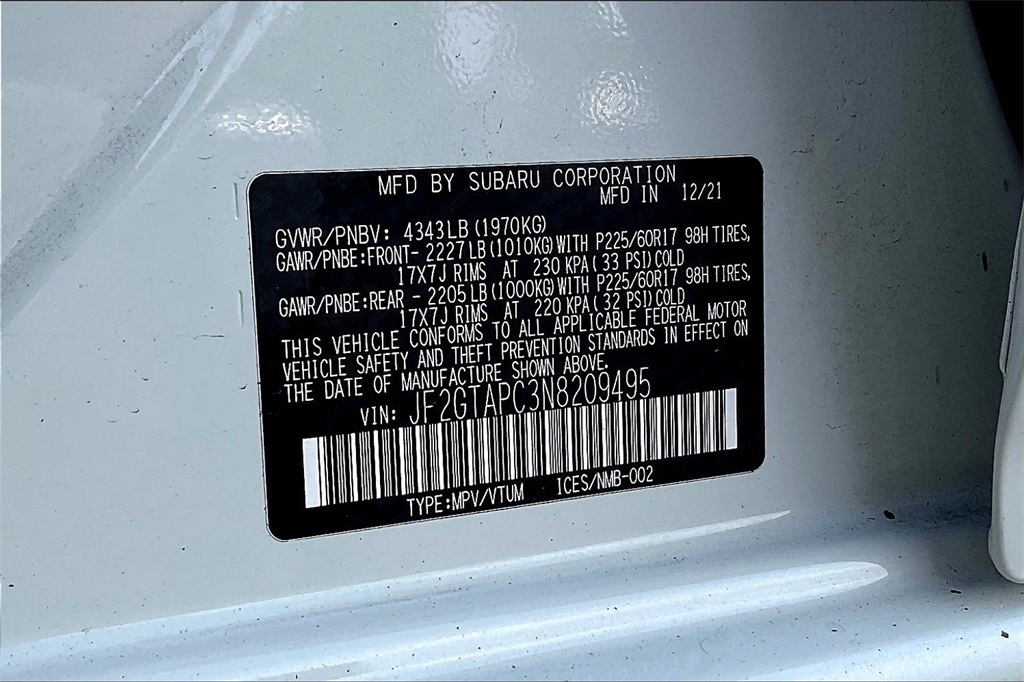 MFD BY SUBARU CORPORATION
MFD IN 12/21
GVWR/PNBV: 4343LB (1970KG)
GAWR/PNBE:FRONT- 2227LB (1010KG) WITH P225/60R17 98H TIRES,
17X7J RIMS AT 230 KPA ( 33 PSI) COLD
GAWR/PNBE:REAR - 2205LB (1000KG) WITH P225/60R17 98H TIRES,
17X7J RIMS AT 220 KPA ( 32 PSI) COLD
THIS VEHICLE CONFORMS TO ALL APPLICABLE FEDERAL MOTOR
VEHICLE SAFETY AND THEFT PREVENTION STANDARDS IN EFFECT ON
THE DATE OF MANUFACTURE SHOWN ABOVE.
VIN: JF2GTAPC3N8209495
TYPE:MPV/VTUM ICES/NMB-002